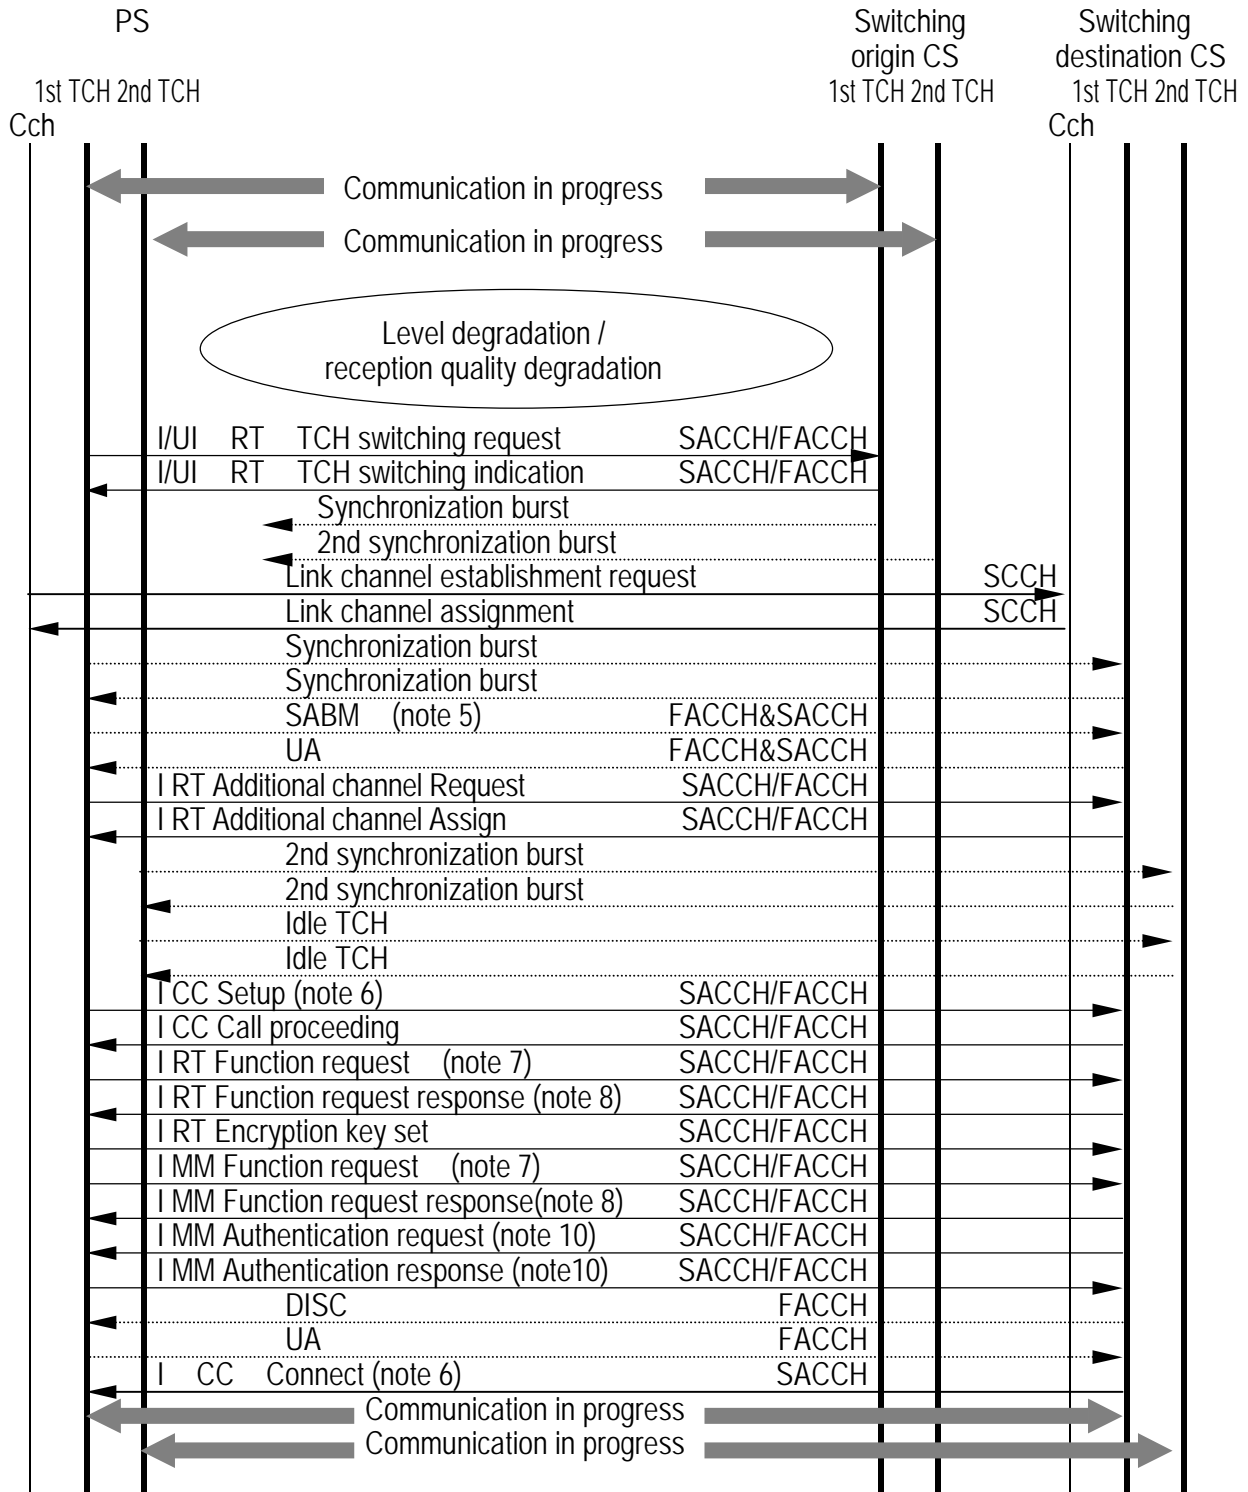 PS
Switching
origin CS
Switching
destination CS
1st TCH 2nd TCH
1st TCH 2nd TCH
1st TCH 2nd TCH
Cch
Cch
Communication in progress
Communication in progress
Level degradation /
reception quality degradation
I/UI RT TCH switching request SACCH/FACCH
I/UI RT TCH switching indication SACCH/FACCH
Synchronization burst
2nd synchronization burst
Link channel establishment request SCCH
Link channel assignment SCCH
Synchronization burst
Synchronization burst
SABM (note 5) FACCH&SACCH
UA FACCH&SACCH
I RT Additional channel Request SACCH/FACCH
I RT Additional channel Assign SACCH/FACCH
2nd synchronization burst
2nd synchronization burst
Idle TCH
Idle TCH
I CC Setup (note 6) SACCH/FACCH
I CC Call proceeding SACCH/FACCH
I RT Function request (note 7) SACCH/FACCH
I RT Function request response (note 8) SACCH/FACCH
I RT Encryption key set SACCH/FACCH
I MM Function request (note 7) SACCH/FACCH
I MM Function request response(note 8) SACCH/FACCH
I MM Authentication request (note 10) SACCH/FACCH
I MM Authentication response (note10) SACCH/FACCH
DISC FACCH
UA FACCH
I CC Connect (note 6) SACCH
Communication in progress
Communication in progress